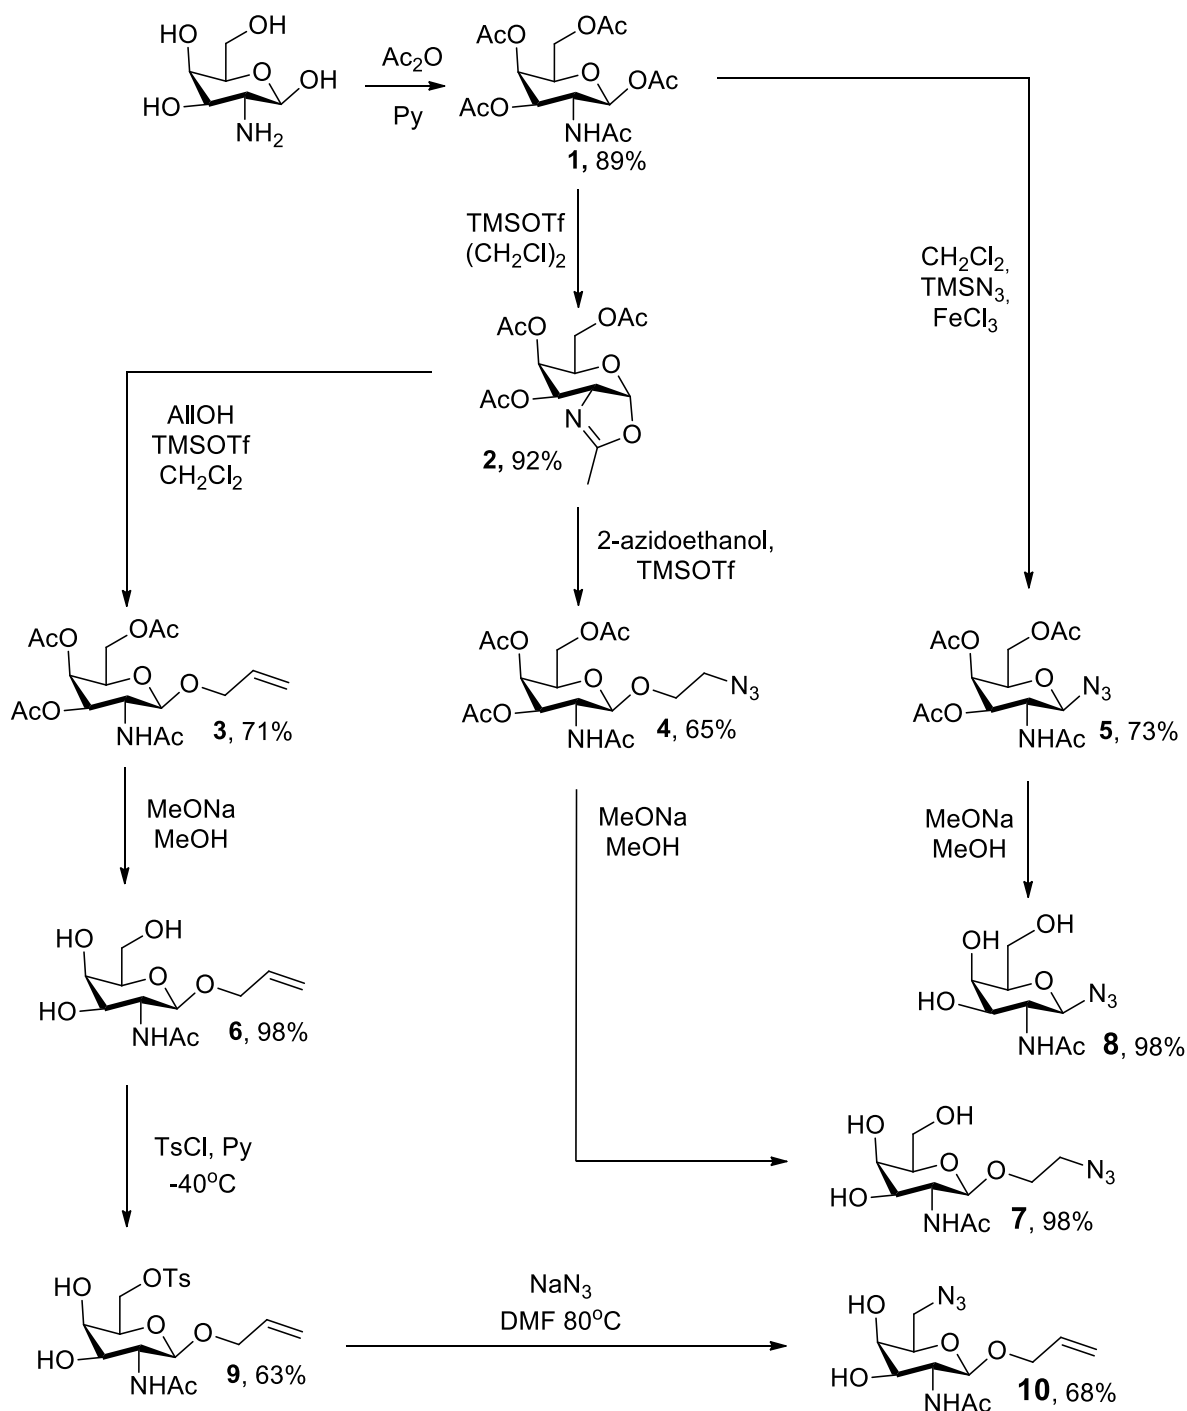 HO
OH
O
OH
HO
NH₂
Ac₂O
Py
AcO
OAc
O
OAc
AcO
NHAc
1, 89%
TMSOTf
(CH₂Cl)₂
CH₂Cl₂,
TMSN₃,
FeCl₃
AcO
OAc
O
AcO
N
O
2, 92%
AllOH
TMSOTf
CH₂Cl₂
2-azidoethanol,
TMSOTf
AcO
OAc
O
O
AcO
NHAc
3, 71%
AcO
OAc
O
O
N₃
AcO
NHAc
4, 65%
AcO
OAc
O
N₃
AcO
NHAc
5, 73%
MeONa
MeOH
MeONa
MeOH
MeONa
MeOH
HO
OH
O
O
HO
NHAc
6, 98%
OH
OH
O
N₃
HO
NHAc
8, 98%
TsCl, Py
-40°C
HO
OH
O
O
N₃
HO
NHAc
7, 98%
HO
OTs
O
O
HO
NHAc
9, 63%
NaN₃
DMF 80°C
HO
N₃
O
O
HO
NHAc
10, 68%